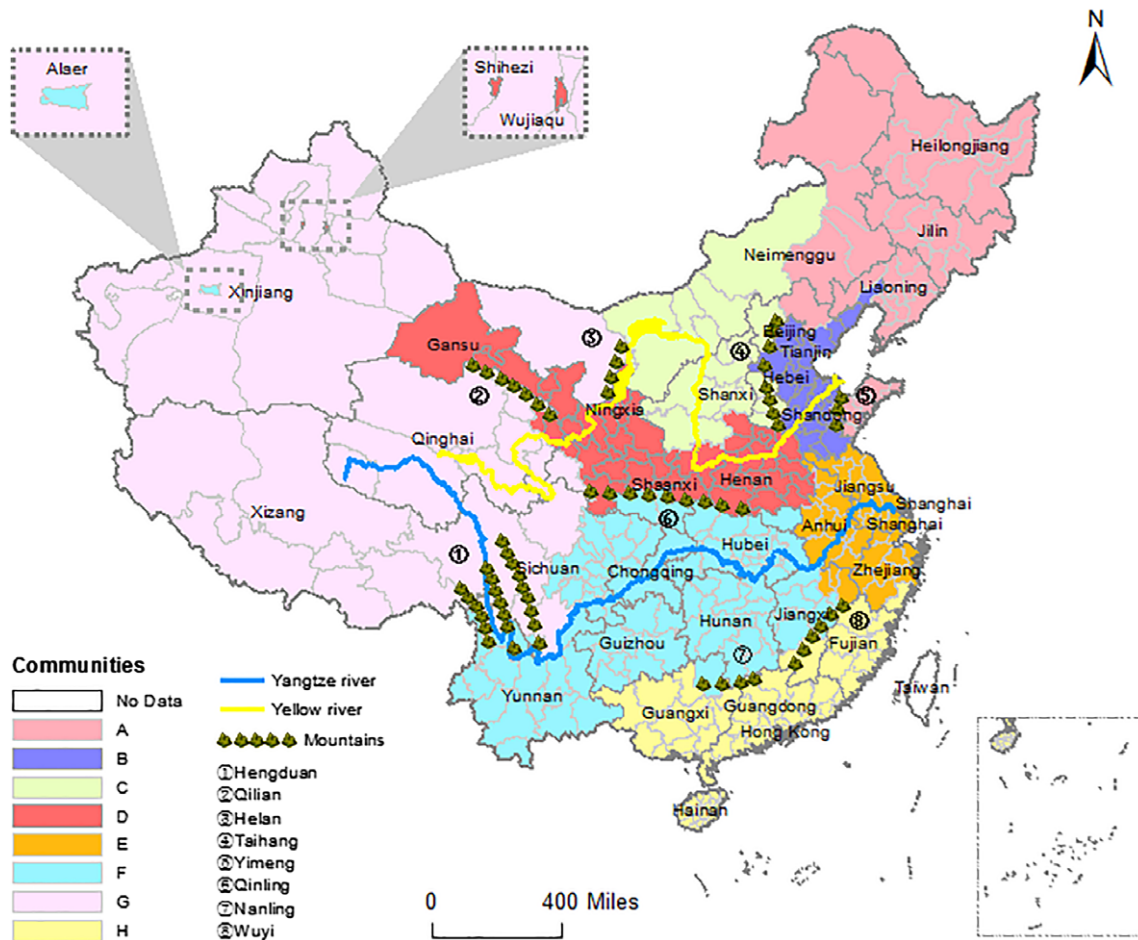 N
Alaer
Shihezi
Wujiaqu
Heilongjiang
Jilin
Neimenggu
Liaoning
Xinjiang
Gansu
③
④
Beijing
Tianjin
Hebei
②
Shanxi
⑤
Ningxia
Shandong
Qinghai
Shaanxi
Henan
Jiangsu
Xizang
Shanghai
⑥
Anhui
Shanghai
Hubei
①
Sichuan
Chongqing
Zhejiang
Hunan
Jiangxi
⑧
Guizhou
Fujian
⑦
Taiwan
Yunnan
Guangxi
Guangdong
Hong Kong
Hainan
Communities
No Data
A
B
C
D
E
F
G
H
Yangtze river
Yellow river
Mountains
①Hengduan
②Qilian
③Helan
④Taihang
⑤Yimeng
⑥Qinling
⑦Nanling
⑧Wuyi
0 400 Miles